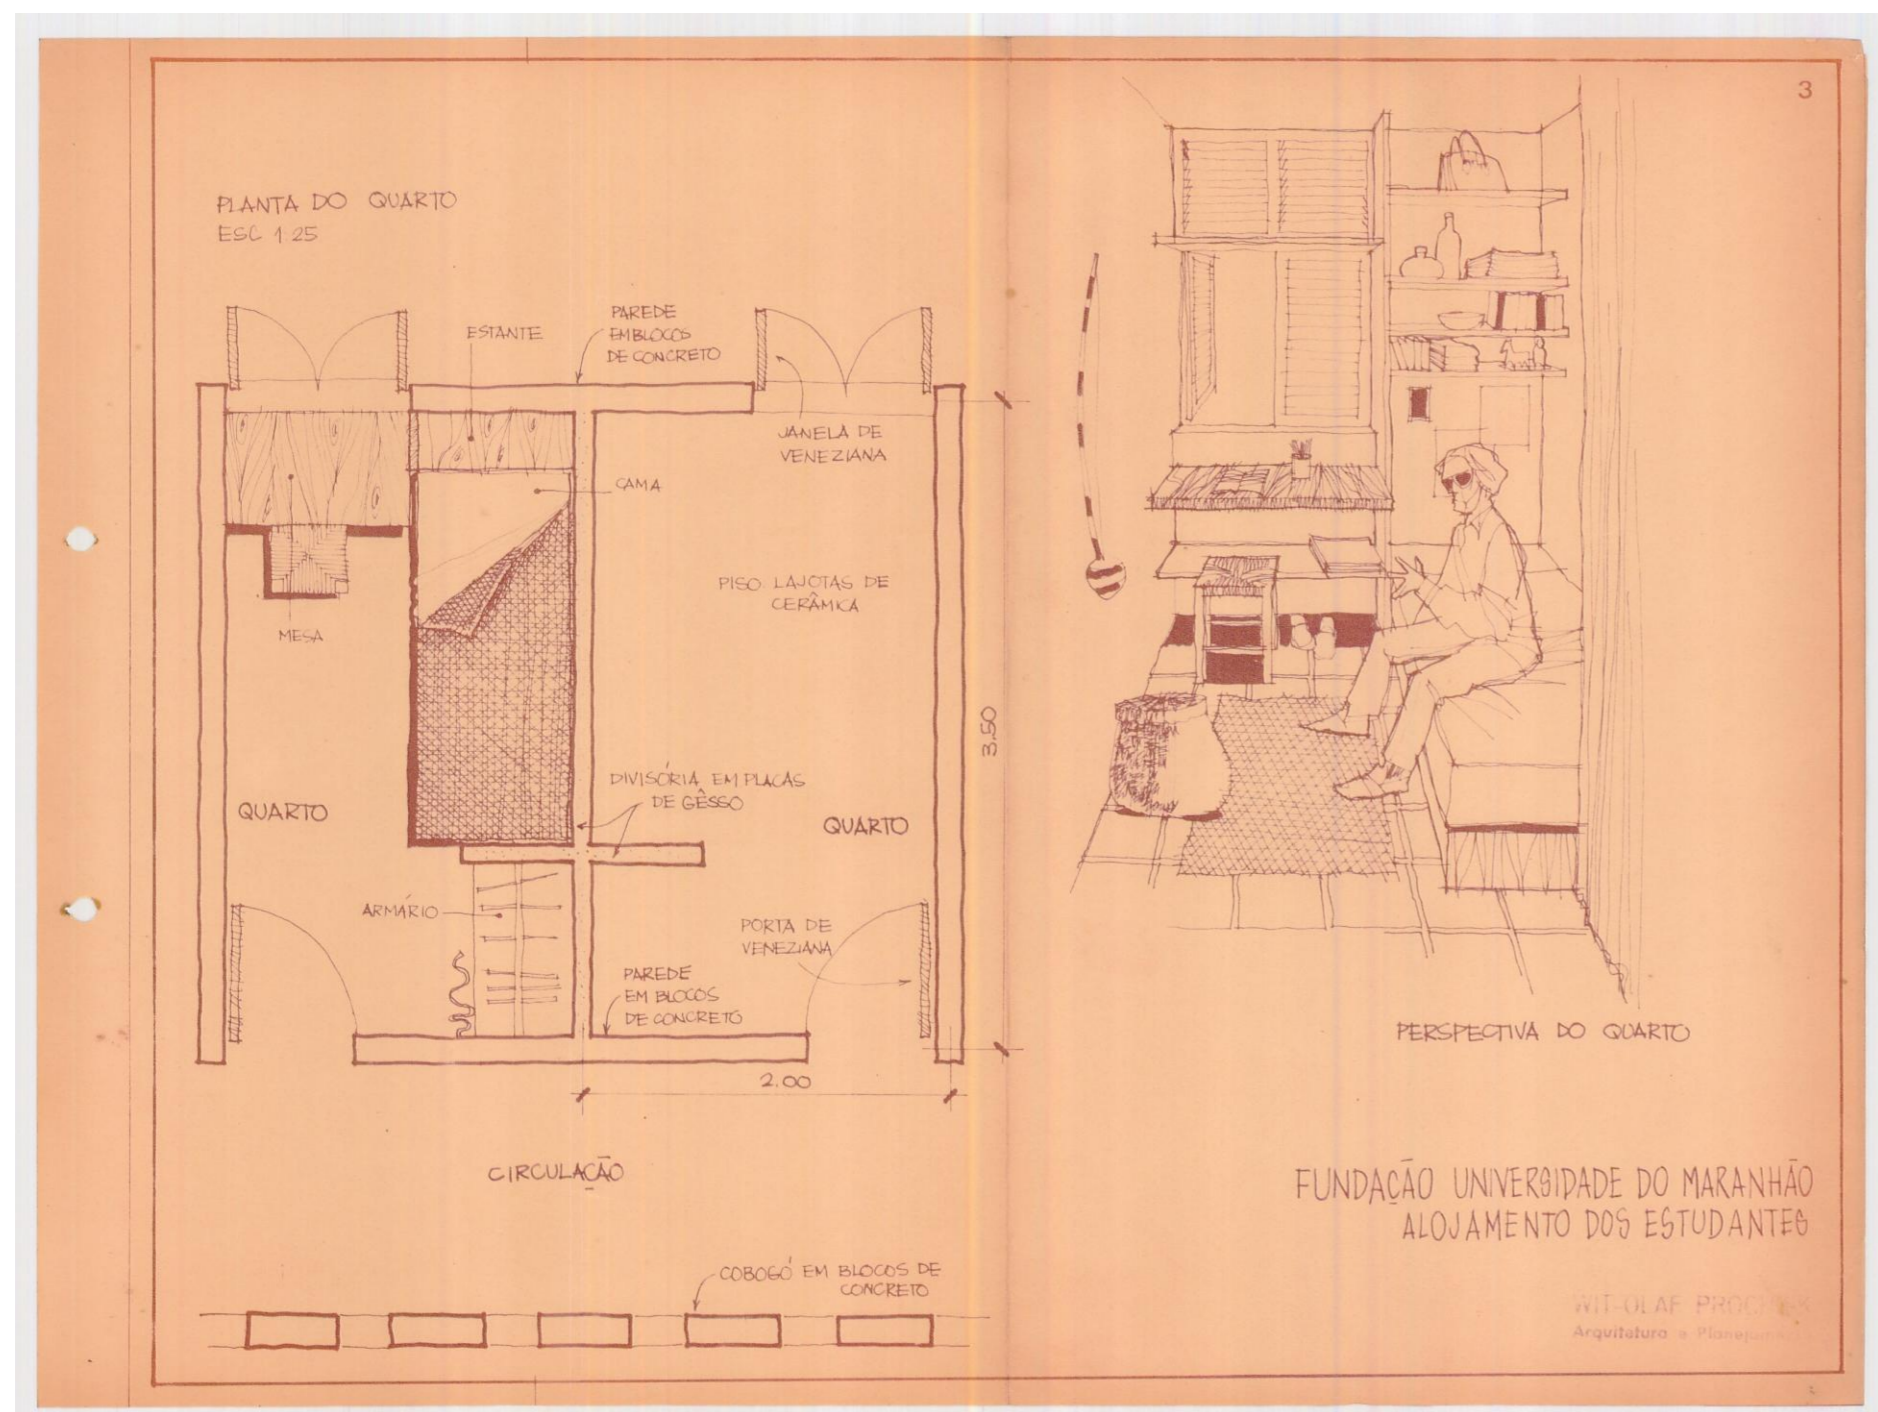 3
PLANTA DO QUARTO
ESC 1:25
ESTANTE
PAREDE
EM BLOCOS
DE CONCRETO
JANELA DE
VENEZIANA
CAMA
PISO LAJOTAS DE
CERÂMICA
MESA
3.50
DIVISÓRIA EM PLACAS
DE GÊSSO
QUARTO
QUARTO
ARMÁRIO
PORTA DE
VENEZIANA
PAREDE
EM BLOCOS
DE CONCRETO
2.00
CIRCULAÇÃO
COBOGÓ EM BLOCOS DE
CONCRETO
PERSPECTIVA DO QUARTO
FUNDAÇÃO UNIVERSIDADE DO MARANHÃO
ALOJAMENTO DOS ESTUDANTES
WIT-OLAF
Arquitetura e